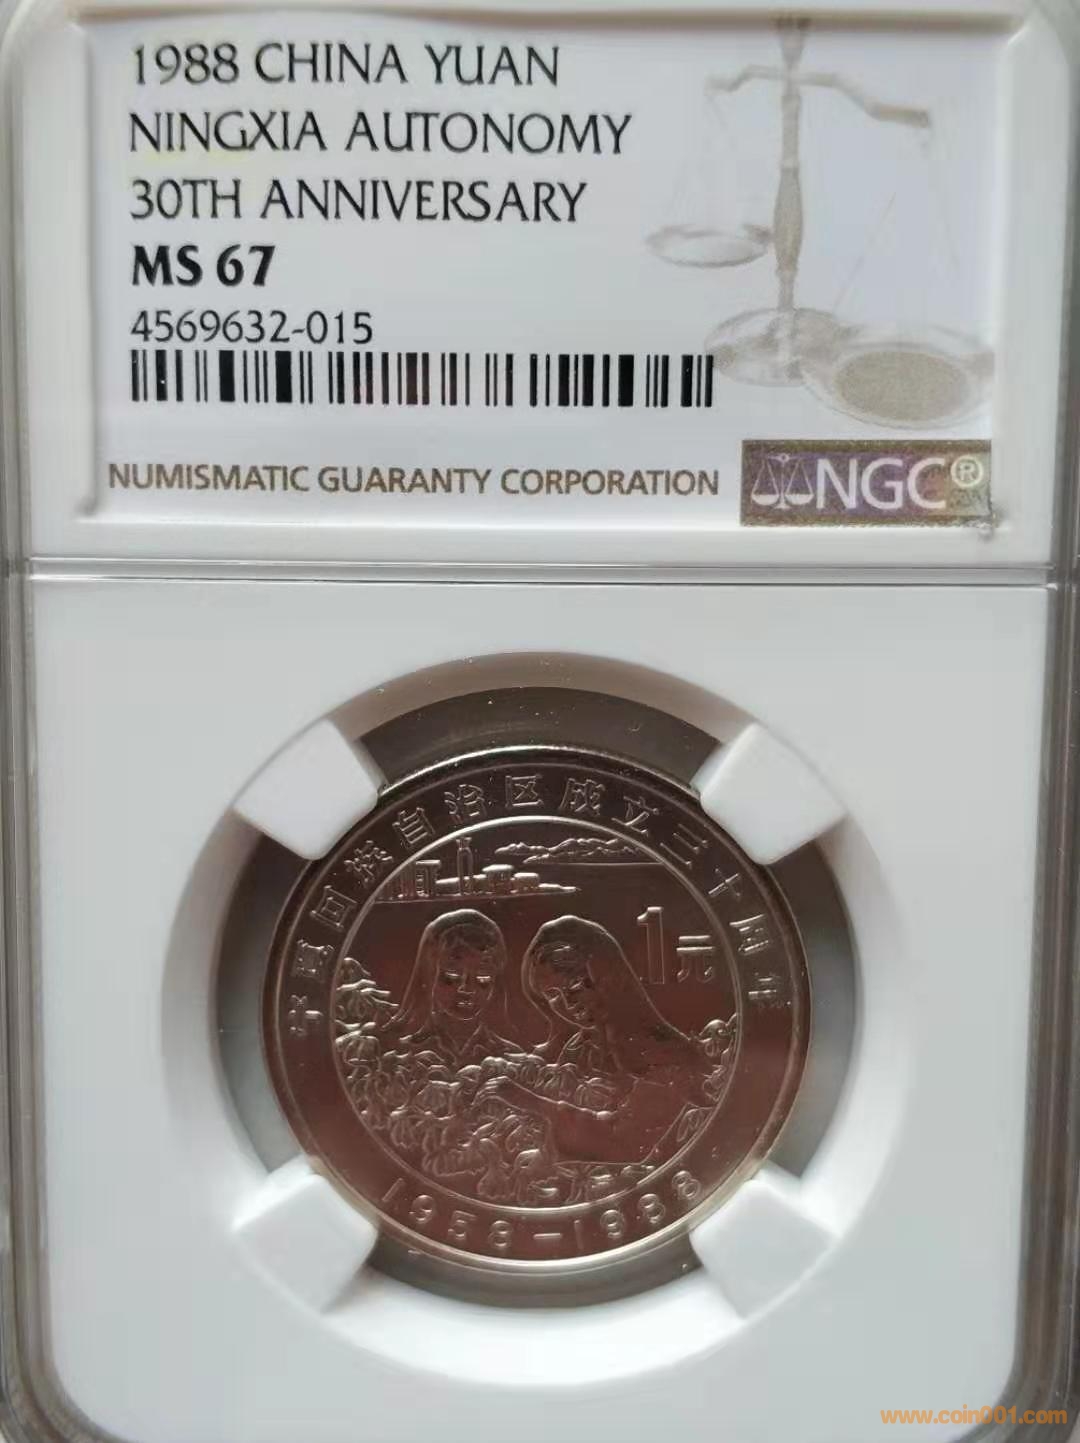 1988 CHINA YUAN
NINGXIA AUTONOMY
30TH ANNIVERSARY
MS 67
4569632-015
NUMISMATIC GUARANTY CORPORATION
NGC®
宁夏回族自治区成立三十周年
1元
1958-1988
www.coin001.com